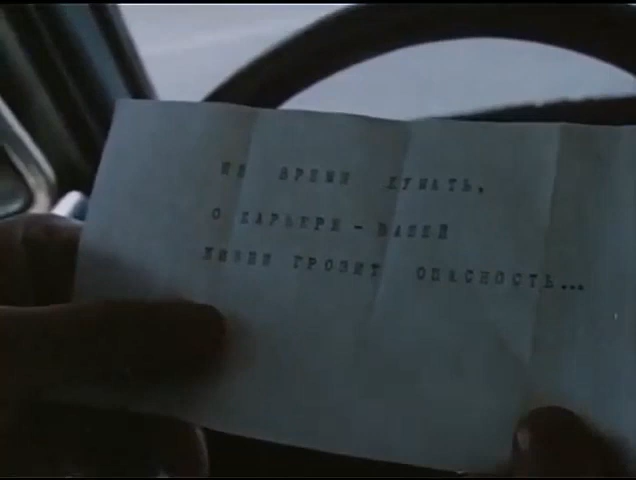 НЕ ВРЕМЯ ДУМАТЬ,
О КАРЬЕРЕ - ВАШЕЙ
ЖИЗНИ ГРОЗИТ ОПАСНОСТЬ...